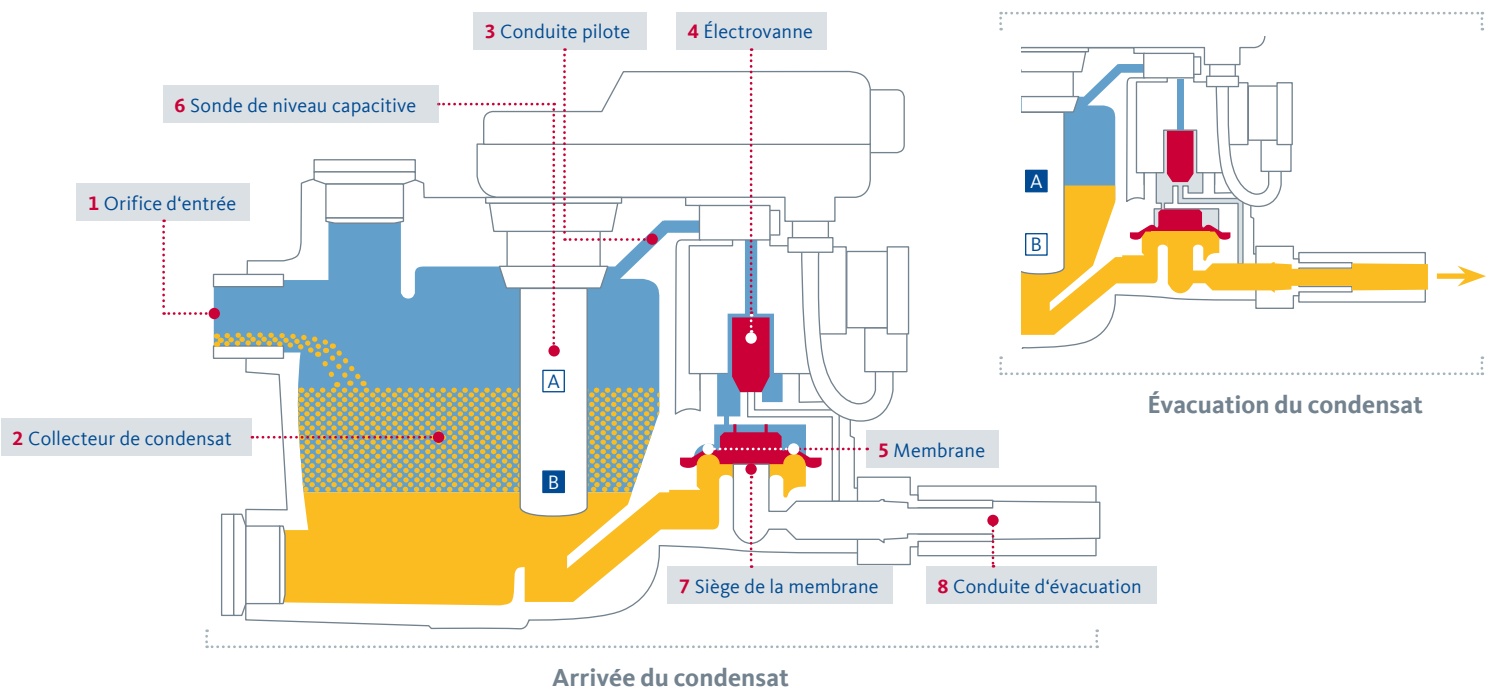 3 Conduite pilote
4 Électrovanne
6 Sonde de niveau capacitive
1 Orifice d‘entrée
A
B
A
2 Collecteur de condensat
B
5 Membrane
Évacuation du condensat
7 Siège de la membrane
8 Conduite d‘évacuation
Arrivée du condensat